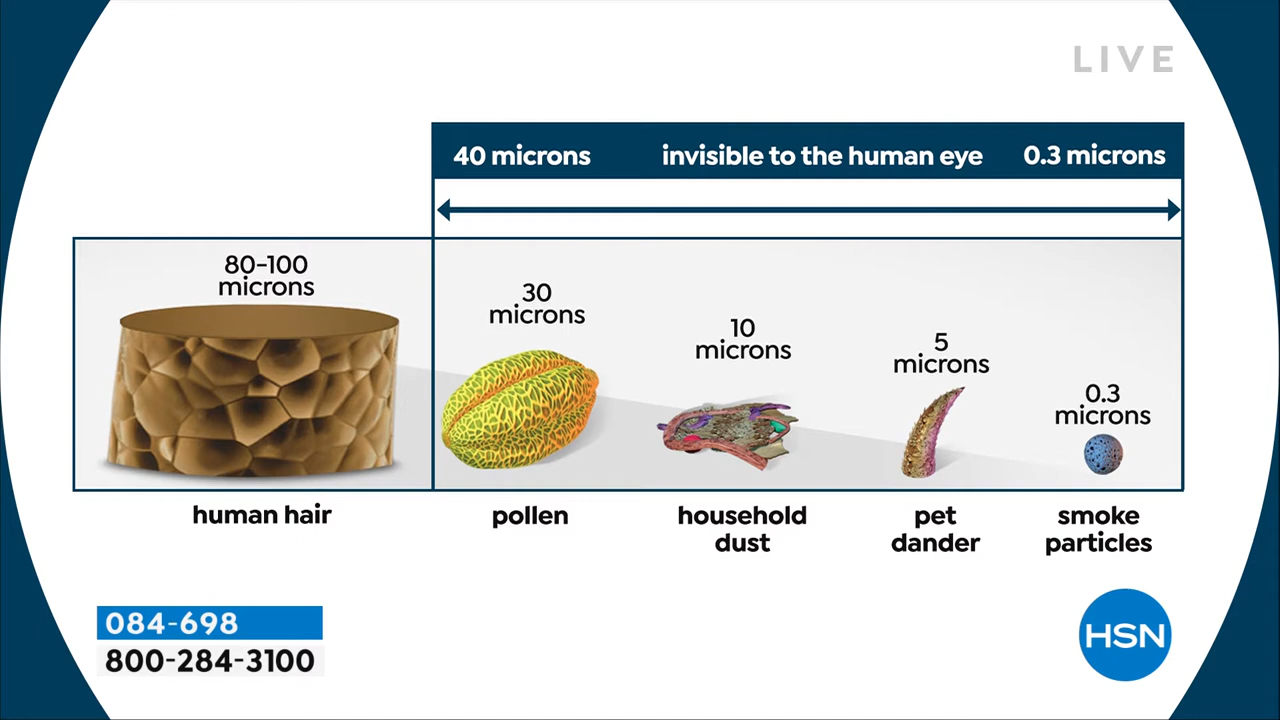 LIVE
40 microns invisible to the human eye 0.3 microns
80-100
microns
30
microns
10
microns
5
microns
0.3
microns
human hair
pollen
household
dust
pet
dander
smoke
particles
084-698
800-284-3100
HSN